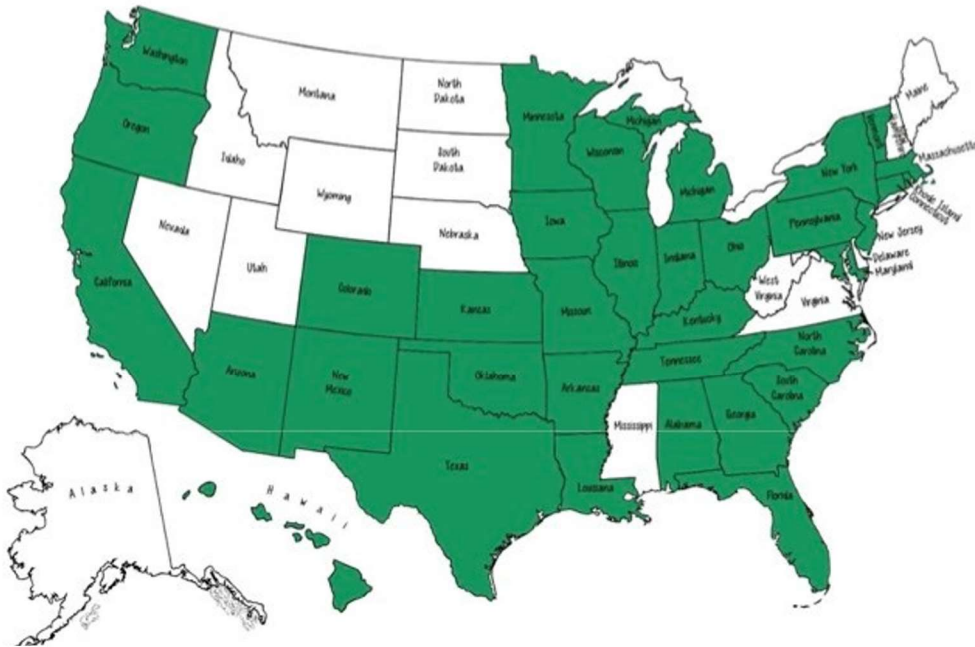 Washington
Montana
North
Dakota
Minnesota
Oregon
Idaho
Wyoming
South
Dakota
Wisconsin
Michigan
Michigan
Maine
Vermont
New
Massachusetts
New York
Rhode Island
Connecticut
Nevada
Utah
Nebraska
Iowa
Illinois
Indiana
Ohio
Pennsylvania
New Jersey
Delaware
Maryland
West
Virginia
Virginia
California
Colorado
Kansas
Missouri
Kentucky
North
Carolina
Arizona
New
Mexico
Oklahoma
Arkansas
Tennessee
South
Carolina
Mississippi
Alabama
Georgia
Texas
Louisiana
Florida
Alaska
Hawaii